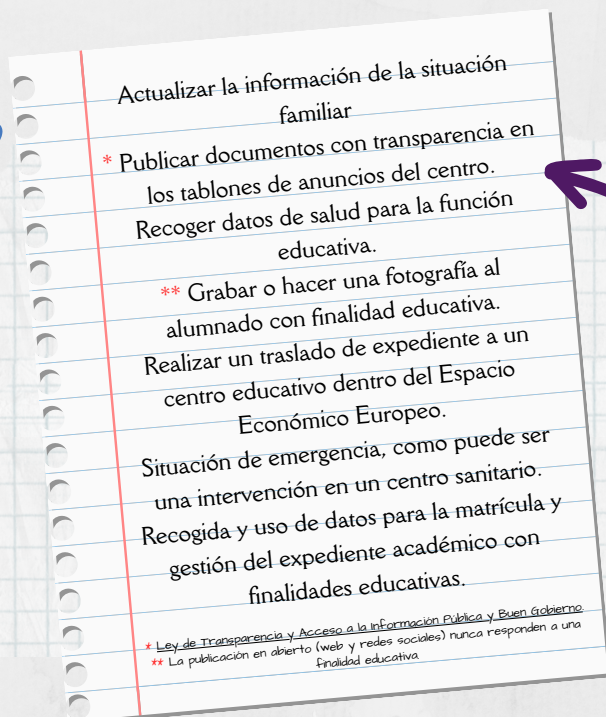 Actualizar la información de la situación
familiar
* Publicar documentos con transparencia en
los tablones de anuncios del centro.
Recoger datos de salud para la función
educativa.
** Grabar o hacer una fotografía al
alumnado con finalidad educativa.
Realizar un traslado de expediente a un
centro educativo dentro del Espacio
Económico Europeo.
Situación de emergencia, como puede ser
una intervención en un centro sanitario.
Recogida y uso de datos para la matrícula y
gestión del expediente académico con
finalidades educativas.
* Ley de Transparencia y Acceso a la Información Pública y Buen Gobierno
** La publicación en abierto (web y redes sociales) nunca responden a una
finalidad educativa